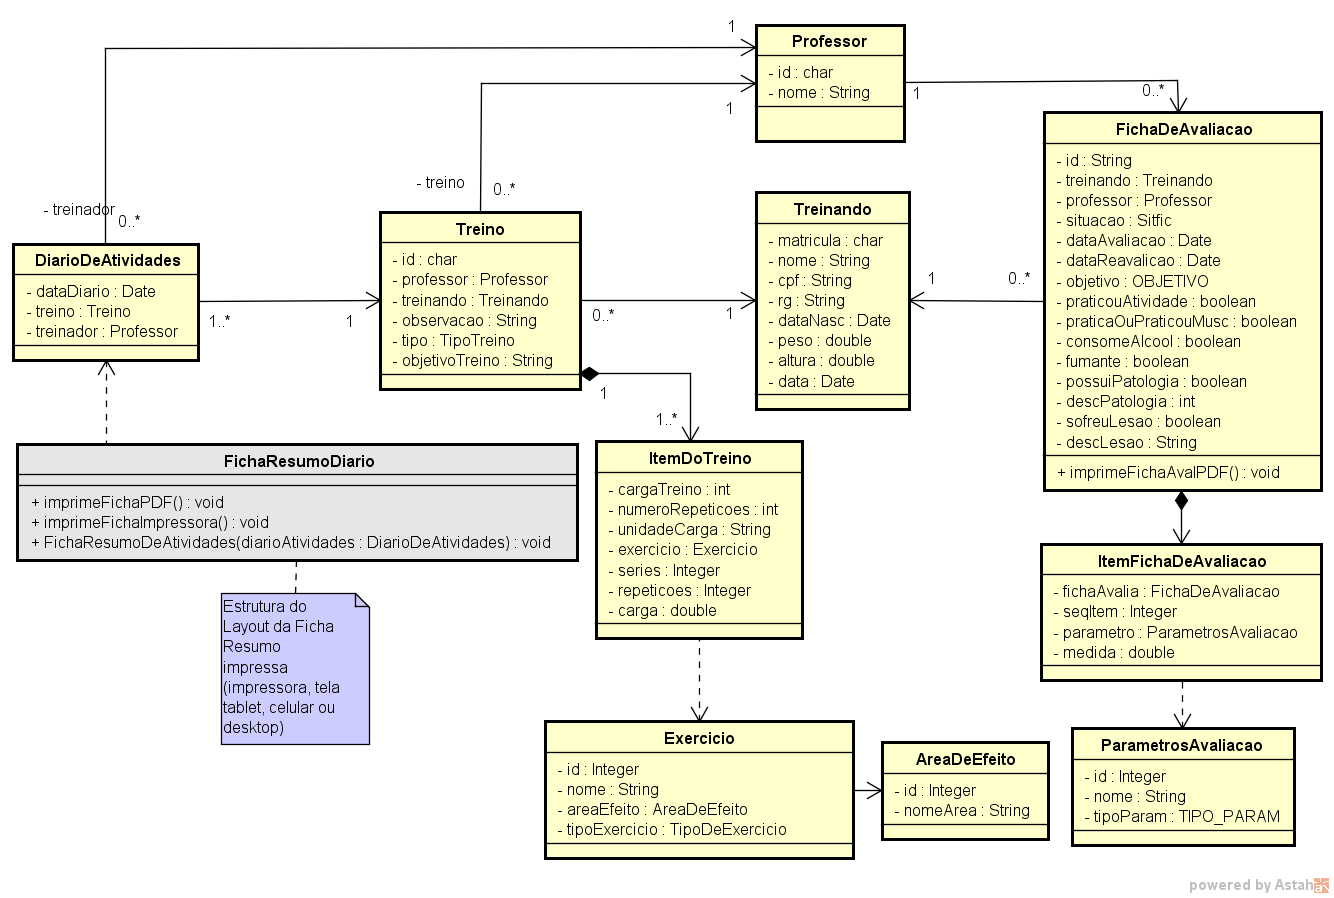 Professor
- id : char
- nome : String
1
1
1
0..*
FichaDeAvaliacao
- id : String
- treinando : Treinando
- professor : Professor
- situacao : Sitfic
- dataAvaliacao : Date
- dataReavalicao : Date
- objetivo : OBJETIVO
- praticouAtividade : boolean
- praticaOuPraticouMusc : boolean
- consomeAlcool : boolean
- fumante : boolean
- possuiPatologia : boolean
- descPatologia : int
- sofreuLesao : boolean
- descLesao : String
+ imprimeFichaAvalPDF() : void
- treinador
0..*
- treino
0..*
DiarioDeAtividades
- dataDiario : Date
- treino : Treino
- treinador : Professor
1..*
1
Treino
- id : char
- professor : Professor
- treinando : Treinando
- observacao : String
- tipo : TipoTreino
- objetivoTreino : String
0..*
1
Treinando
- matricula : char
- nome : String
- cpf : String
- rg : String
- dataNasc : Date
- peso : double
- altura : double
- data : Date
1
0..*
1
1..*
FichaResumoDiario
+ imprimeFichaPDF() : void
+ imprimeFichaImpressora() : void
+ FichaResumoDeAtividades(diarioAtividades : DiarioDeAtividades) : void
Estrutura do
Layout da Ficha
Resumo
impressa
(impressora, tela
tablet, celular ou
desktop)
ItemDoTreino
- cargaTreino : int
- numeroRepeticoes : int
- unidadeCarga : String
- exercicio : Exercicio
- series : Integer
- repeticoes : Integer
- carga : double
ItemFichaDeAvaliacao
- fichaAvalia : FichaDeAvaliacao
- seqItem : Integer
- parametro : ParametrosAvaliacao
- medida : double
Exercicio
- id : Integer
- nome : String
- areaEfeito : AreaDeEfeito
- tipoExercicio : TipoDeExercicio
AreaDeEfeito
- id : Integer
- nomeArea : String
ParametrosAvaliacao
- id : Integer
- nome : String
- tipoParam : TIPO_PARAM
powered by Astah